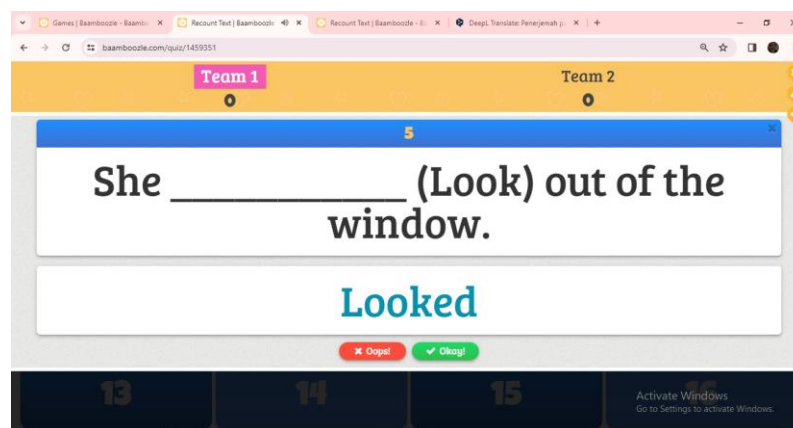 Games | Baamboozle - Baambo
Recount Text | Baamboozle
Recount Text | Baamboozle - Ba
DeepL Translate: Penerjemah p
baamboozle.com/quiz/1459351
Team 1
0
Team 2
0
5
She ____________ (Look) out of the
window.
Looked
Oops!
Okay!
13
14
15
16
Activate Windows
Go to Settings to activate Windows.